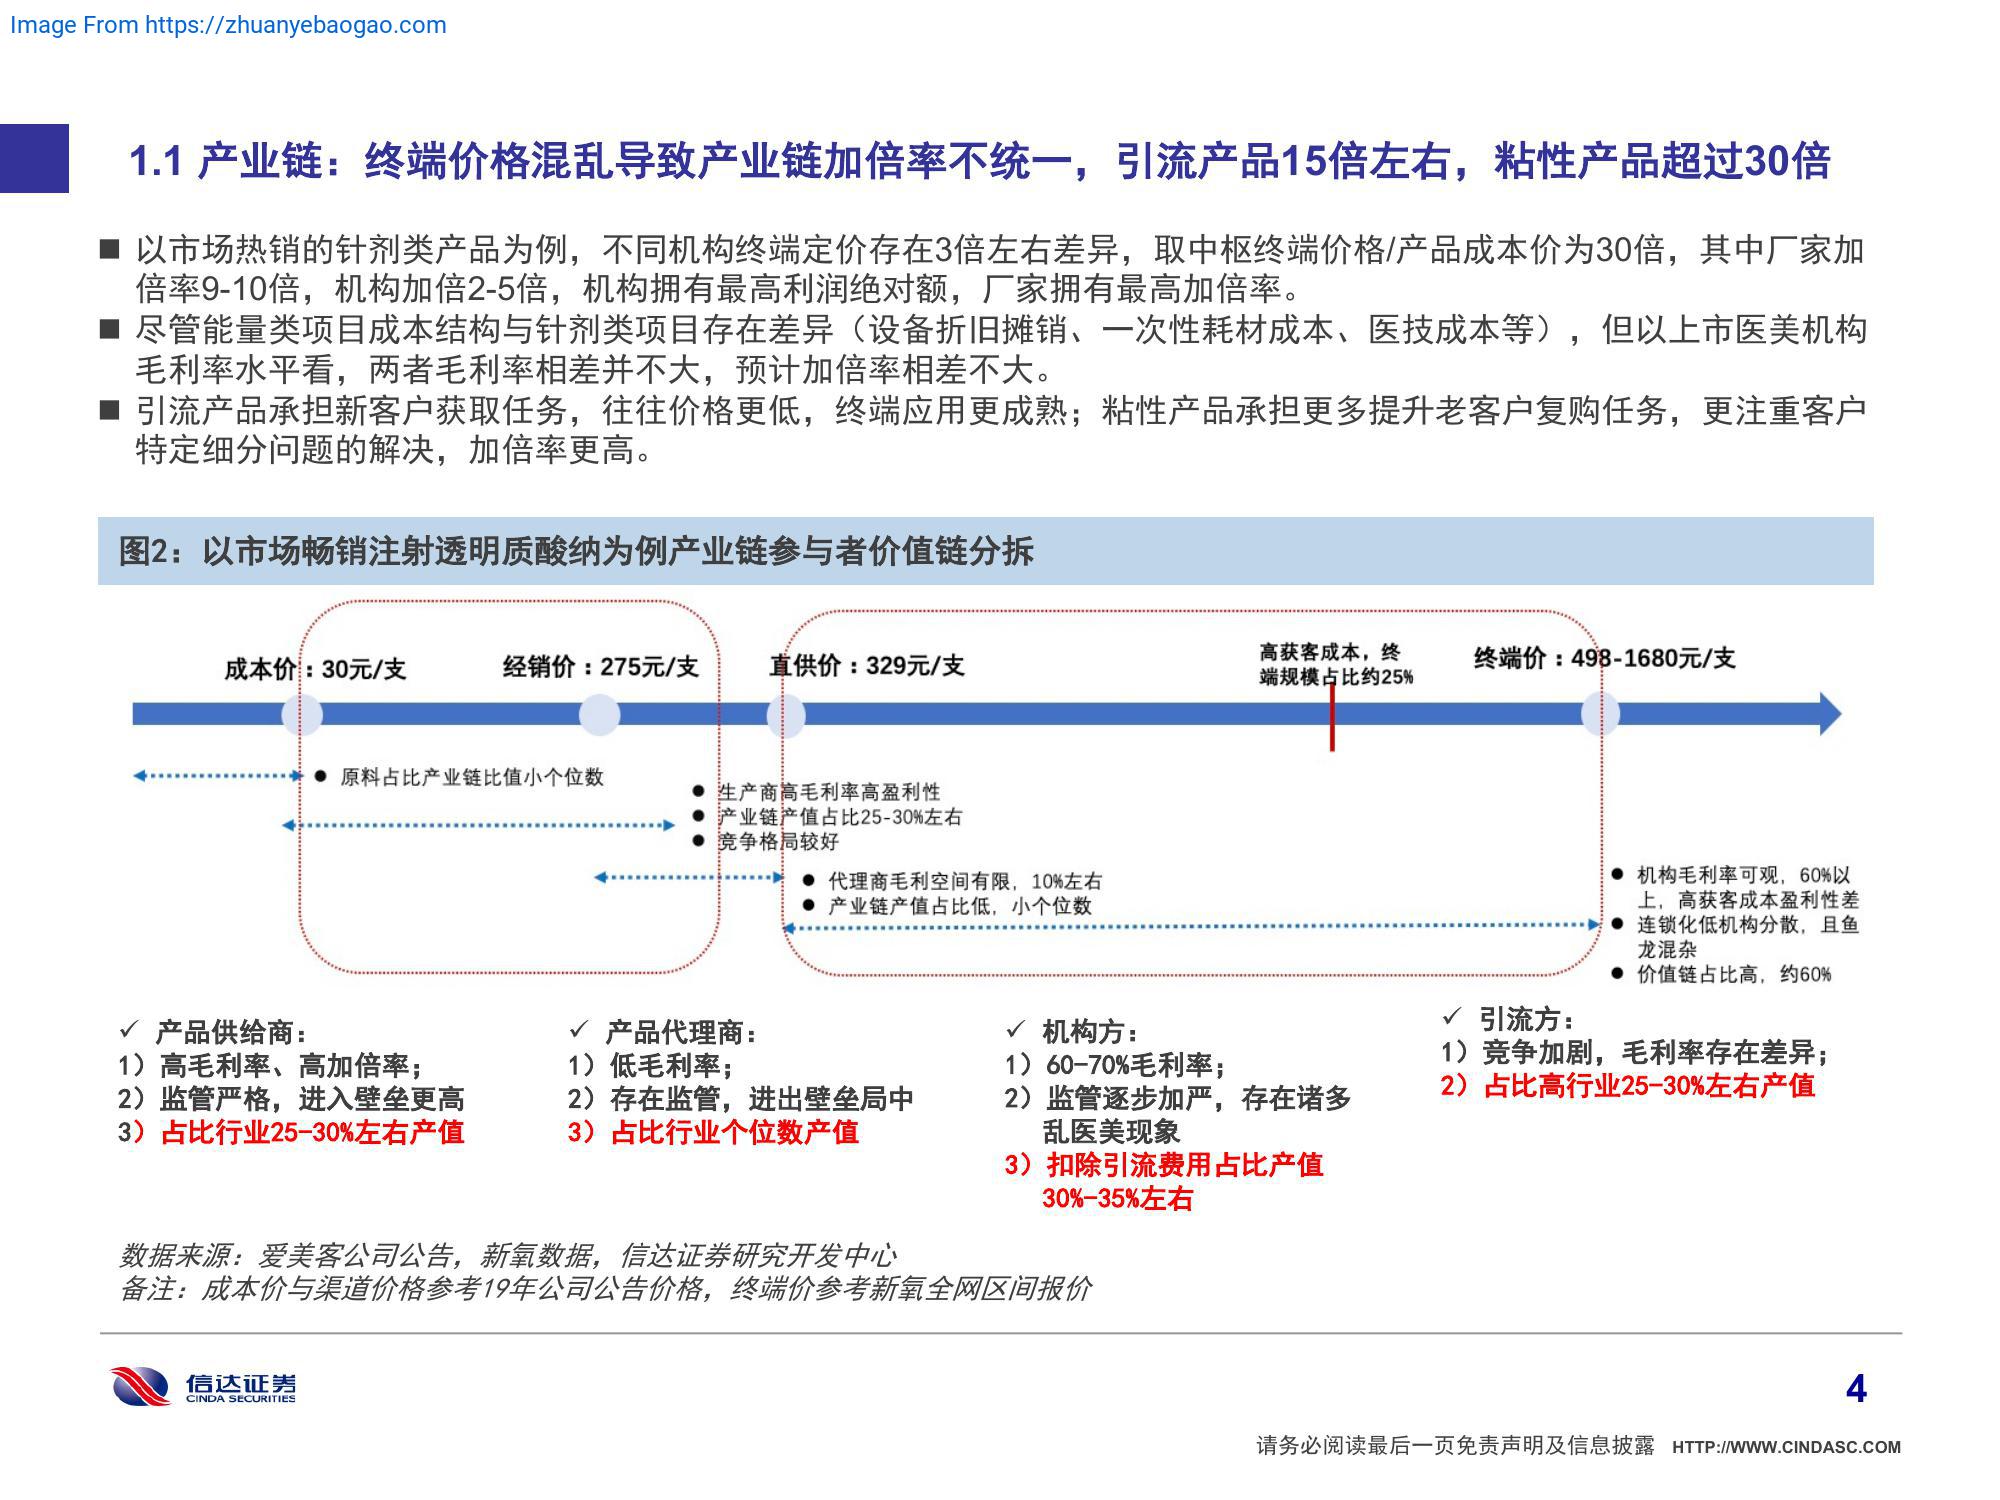 Image From https://zhuanyebaogao.com
1.1 产业链：终端价格混乱导致产业链加倍率不统一，引流产品15倍左右，粘性产品超过30倍
■ 以市场热销的针剂类产品为例，不同机构终端定价存在3倍左右差异，取中枢终端价格/产品成本价为30倍，其中厂家加
倍率9-10倍，机构加倍2-5倍，机构拥有最高利润绝对额，厂家拥有最高加倍率。
■ 尽管能量类项目成本结构与针剂类项目存在差异（设备折旧摊销、一次性耗材成本、医技成本等），但以上市医美机构
毛利率水平看，两者毛利率相差并不大，预计加倍率相差不大。
■ 引流产品承担新客户获取任务，往往价格更低，终端应用更成熟；粘性产品承担更多提升老客户复购任务，更注重客户
特定细分问题的解决，加倍率更高。
图2：以市场畅销注射透明质酸纳为例产业链参与者价值链分拆
成本价：30元/支
经销价：275元/支
直供价：329元/支
高获客成本，终
端规模占比约25%
终端价：498-1680元/支
● 原料占比产业链比值小个位数
● 生产商高毛利率高盈利性
● 产业链产值占比25-30%左右
● 竞争格局较好
● 代理商毛利空间有限，10%左右
● 产业链产值占比低，小个位数
● 机构毛利率可观，60%以
上，高获客成本盈利性差
● 连锁化低机构分散，且鱼
龙混杂
● 价值链占比高，约60%
✓ 产品供给商：
1）高毛利率、高加倍率；
2）监管严格，进入壁垒更高
3）占比行业25-30%左右产值
✓ 产品代理商：
1）低毛利率；
2）存在监管，进出壁垒局中
3）占比行业个位数产值
✓ 机构方：
1）60-70%毛利率；
2）监管逐步加严，存在诸多
乱医美现象
3）扣除引流费用占比产值
30%-35%左右
✓ 引流方：
1）竞争加剧，毛利率存在差异；
2）占比高行业25-30%左右产值
数据来源：爱美客公司公告，新氧数据，信达证券研究开发中心
备注：成本价与渠道价格参考19年公司公告价格，终端价参考新氧全网区间报价
信达证券
CINDA SECURITIES
4
请务必阅读最后一页免责声明及信息披露 HTTP://WWW.CINDASC.COM